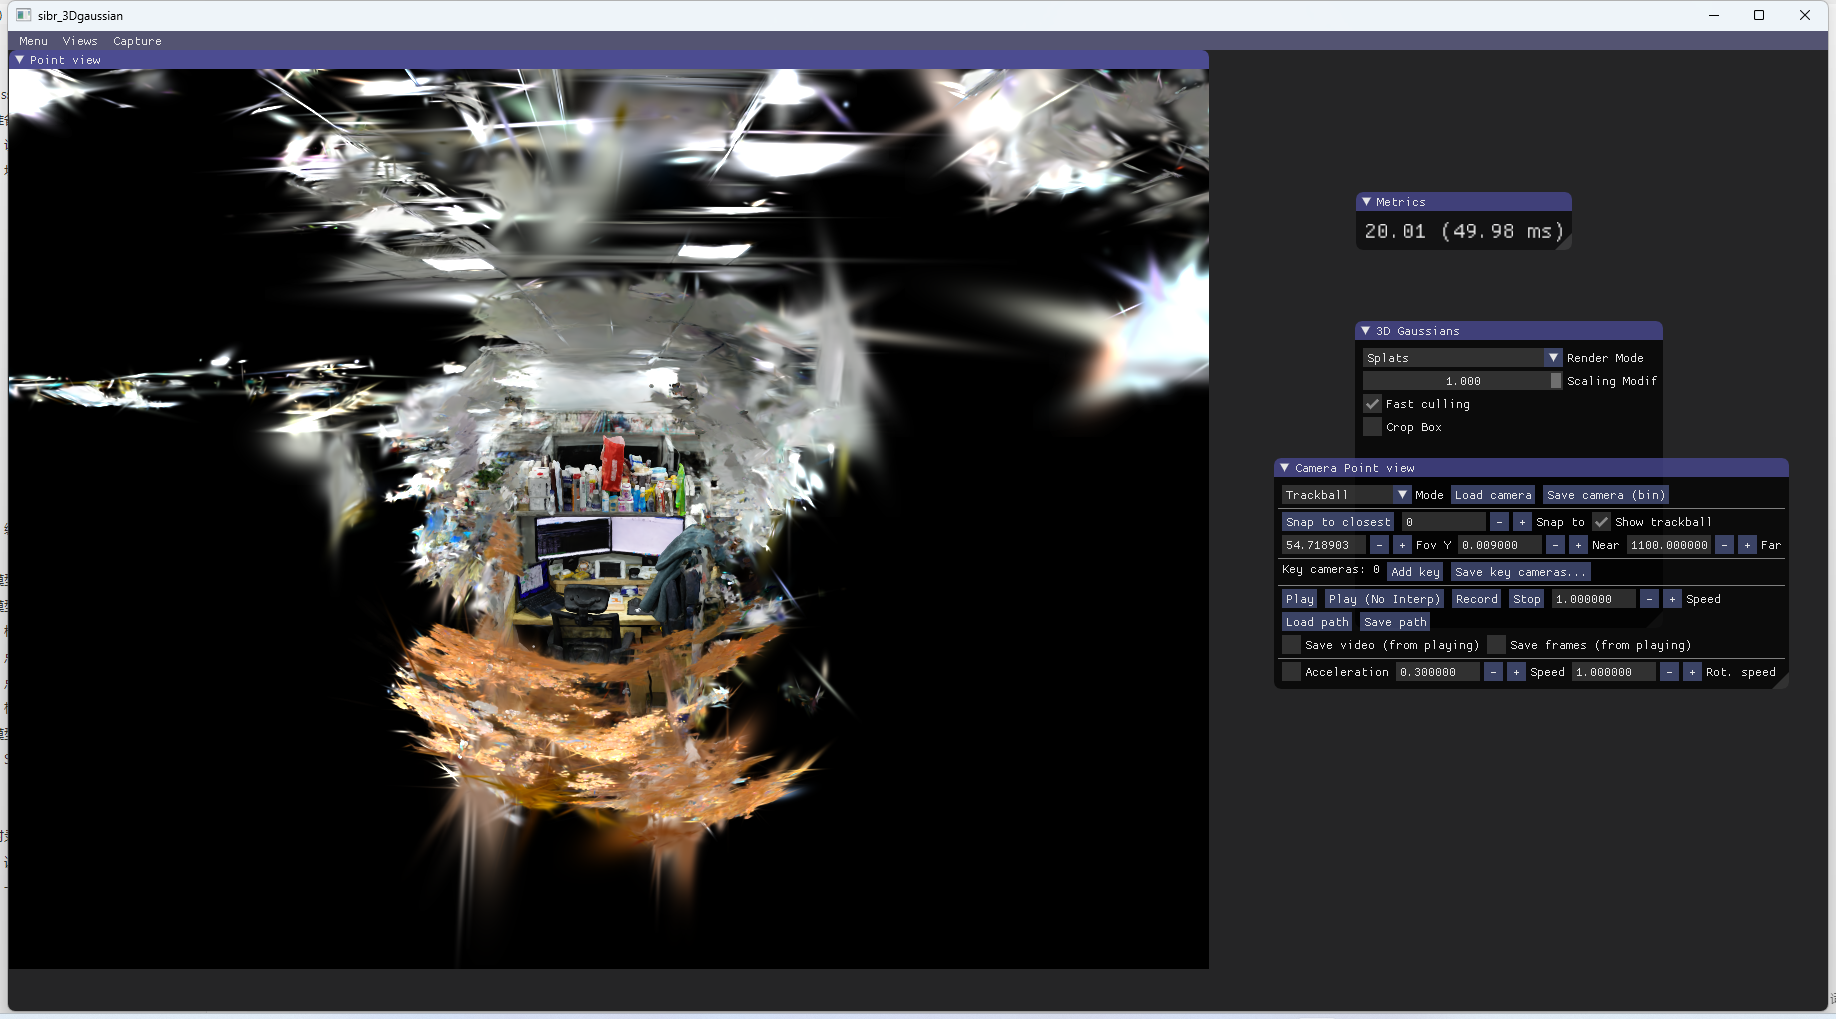 sibr_3Dgaussian
Menu Views Capture
Point view
Metrics
20.01 (49.98 ms)
3D Gaussians
Splats Render Mode
1.000 Scaling Modif
Fast culling
Crop Box
Camera Point view
Trackball Mode Load camera Save camera (bin)
Snap to closest 0 - + Snap to Show trackball
54.718903 - + Fov Y 0.009000 - + Near 1100.000000 - + Far
Key cameras: 0 Add key Save key cameras...
Play Play (No Interp) Record Stop 1.000000 - + Speed
Load path Save path
Save video (from playing) Save frames (from playing)
Acceleration 0.300000 - + Speed 1.000000 - + Rot. speed